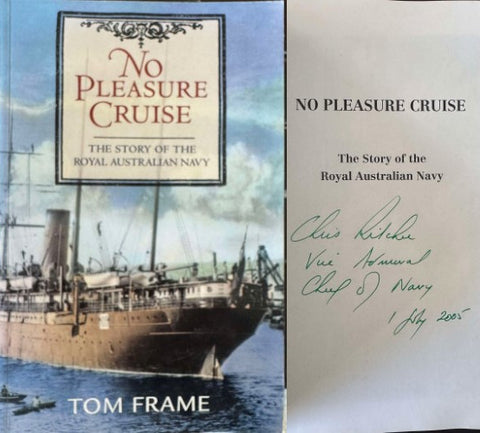 No
PLEASURE
CRUISE
THE STORY OF THE
ROYAL AUSTRALIAN NAVY
TOM FRAME
NO PLEASURE CRUISE
The Story of the
Royal Australian Navy
Chris Ritchie
Vice Admiral
Chief of Navy
1 July 2005